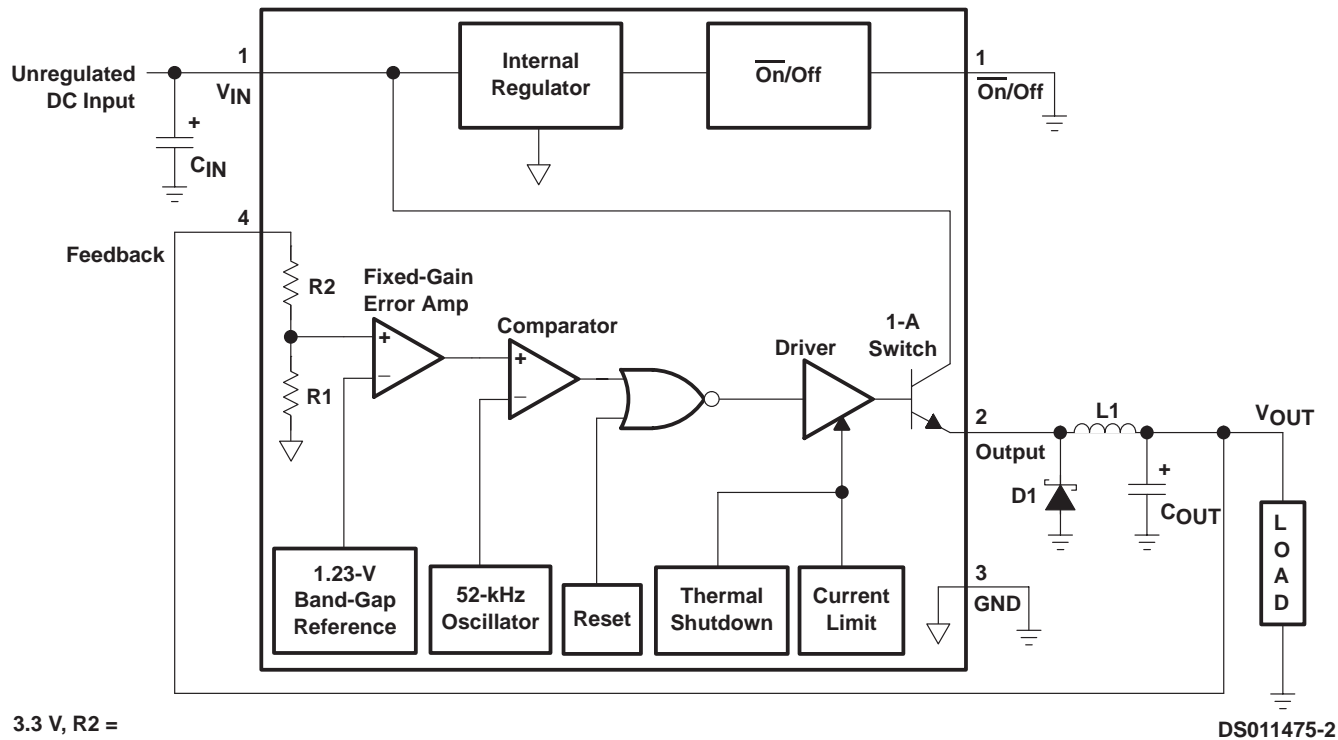 Unregulated
DC Input
1
VIN
+
CIN
Internal
Regulator
On/Off
1
On/Off
4
Feedback
R2
R1
Fixed-Gain
Error Amp
+
–
Comparator
+
–
Driver
1-A
Switch
2
Output
L1
D1
+
COUT
VOUT
L
O
A
D
1.23-V
Band-Gap
Reference
52-kHz
Oscillator
Reset
Thermal
Shutdown
Current
Limit
3
GND
3.3 V, R2 =
DS011475-2